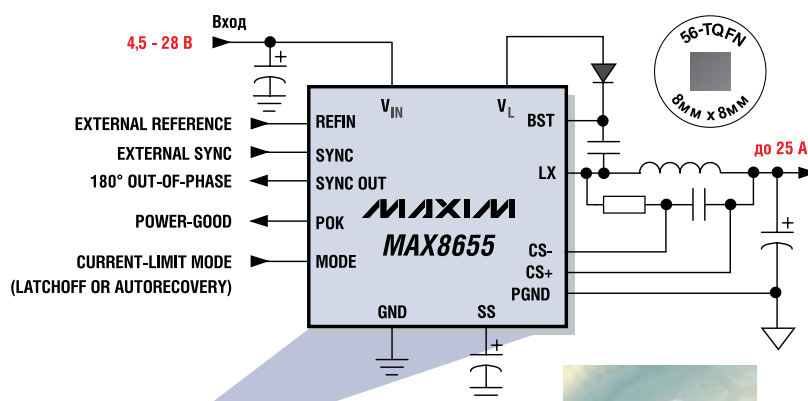 Вход
4,5 - 28 В
56-TQFN
8мм x 8мм
VIN
VL
BST
EXTERNAL REFERENCE
REFIN
до 25 А
EXTERNAL SYNC
SYNC
LX
180° OUT-OF-PHASE
SYNC OUT
MAXIM
POWER-GOOD
POK
MAX8655
CS-
CURRENT-LIMIT MODE
MODE
CS+
(LATCHOFF OR AUTORECOVERY)
PGND
GND
SS